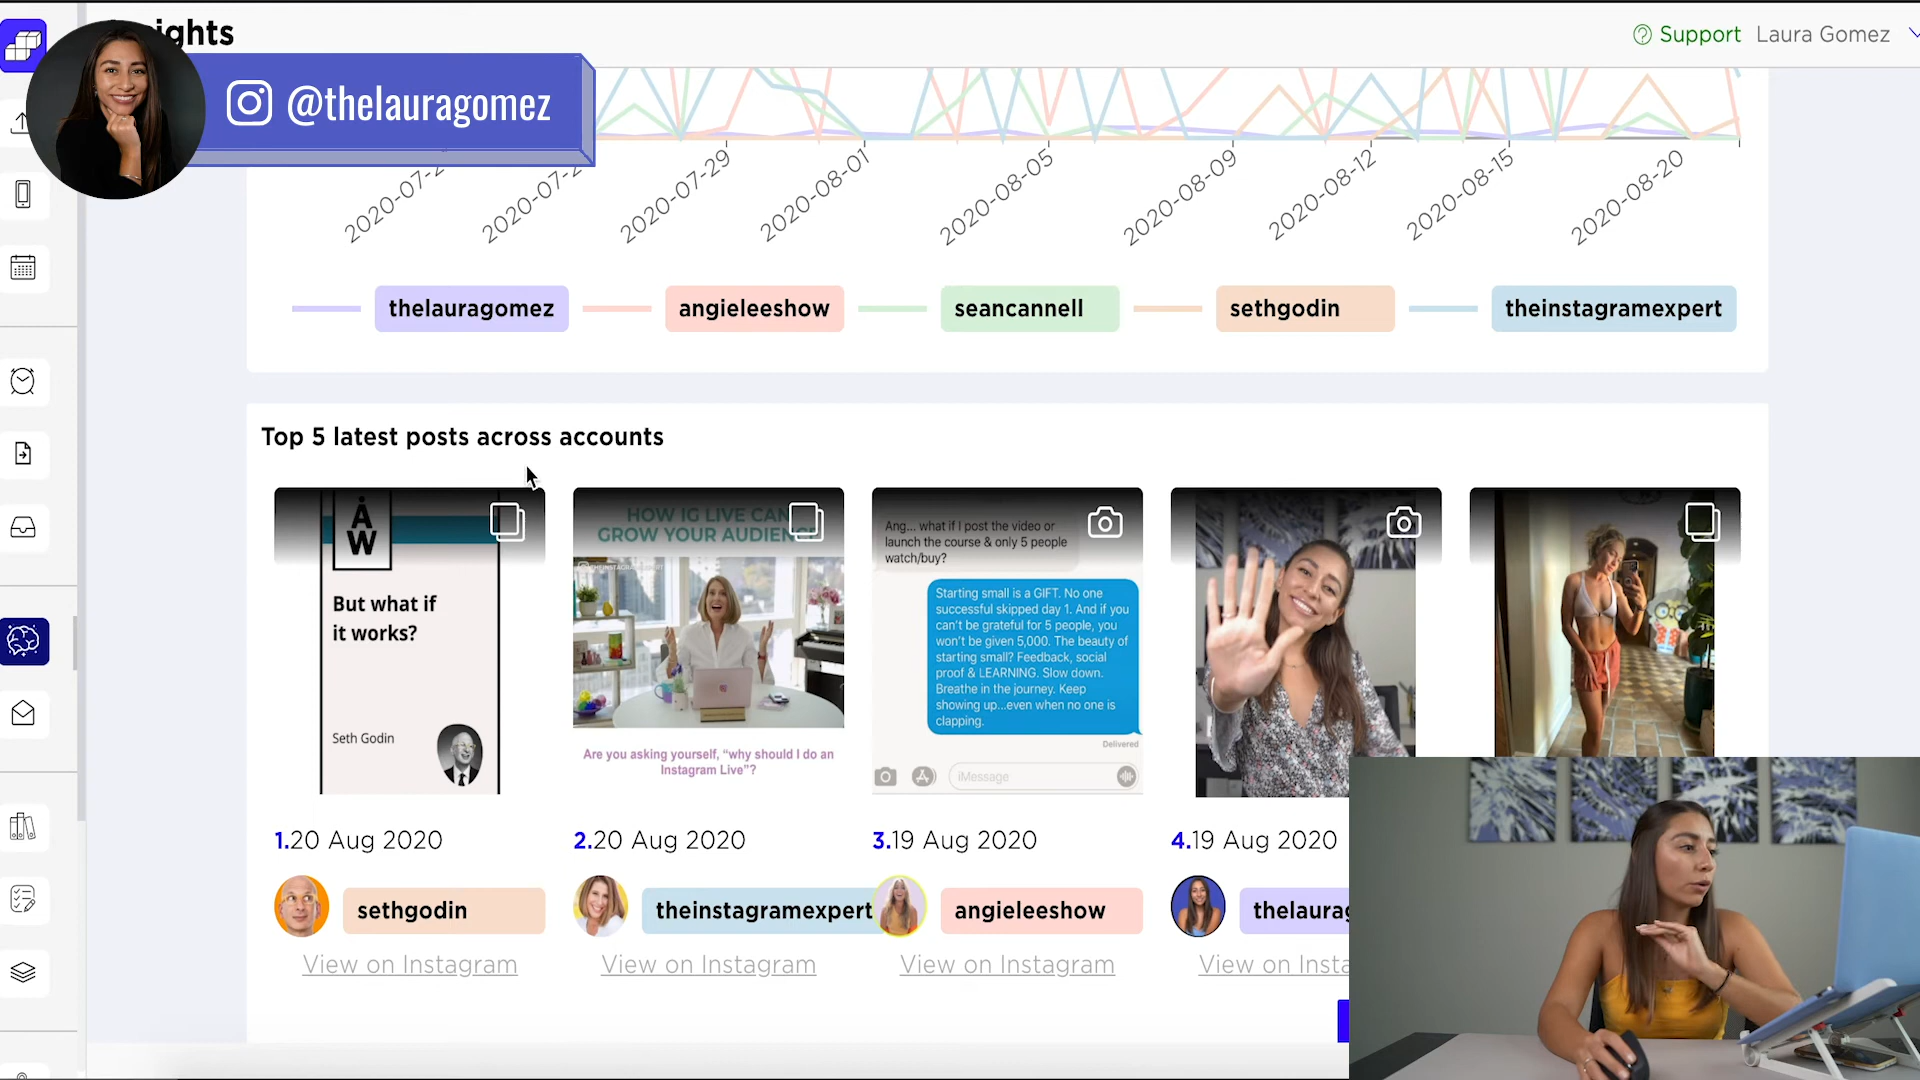 ights
Support
Laura Gomez
@thelauragomez
2020-07-2
2020-07-2
2020-07-29
2020-08-01
2020-08-05
2020-08-09
2020-08-12
2020-08-15
2020-08-20
thelauragomez
angieleeshow
seancannell
sethgodin
theinstagramexpert
Top 5 latest posts across accounts
ÅW
But what if
it works?
Seth Godin
HOW IG LIVE CAN
GROW YOUR AUDIENCE
Are you asking yourself, "why should I do an
Instagram Live"?
Ang... what if I post the video or
launch the course & only 5 people
watch/buy?
Starting small is a GIFT. No one
successful skipped day 1. And if you
can't be grateful for 5 people, you
won't be given 5,000. The beauty of
starting small? Feedback, social
proof & LEARNING. Slow down.
Breathe in the journey. Keep
showing up...even when no one is
clapping.
Delivered
iMessage
1.20 Aug 2020
2.20 Aug 2020
3.19 Aug 2020
4.19 Aug 2020
sethgodin
theinstagramexpert
angieleeshow
thelaurag
View on Instagram
View on Instagram
View on Instagram
View on Insta